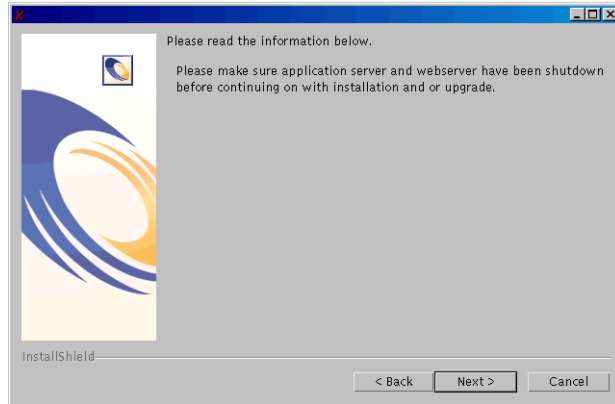 Please read the information below.
Please make sure application server and webserver have been shutdown
before continuing on with installation and or upgrade.
InstallShield
< Back
Next >
Cancel